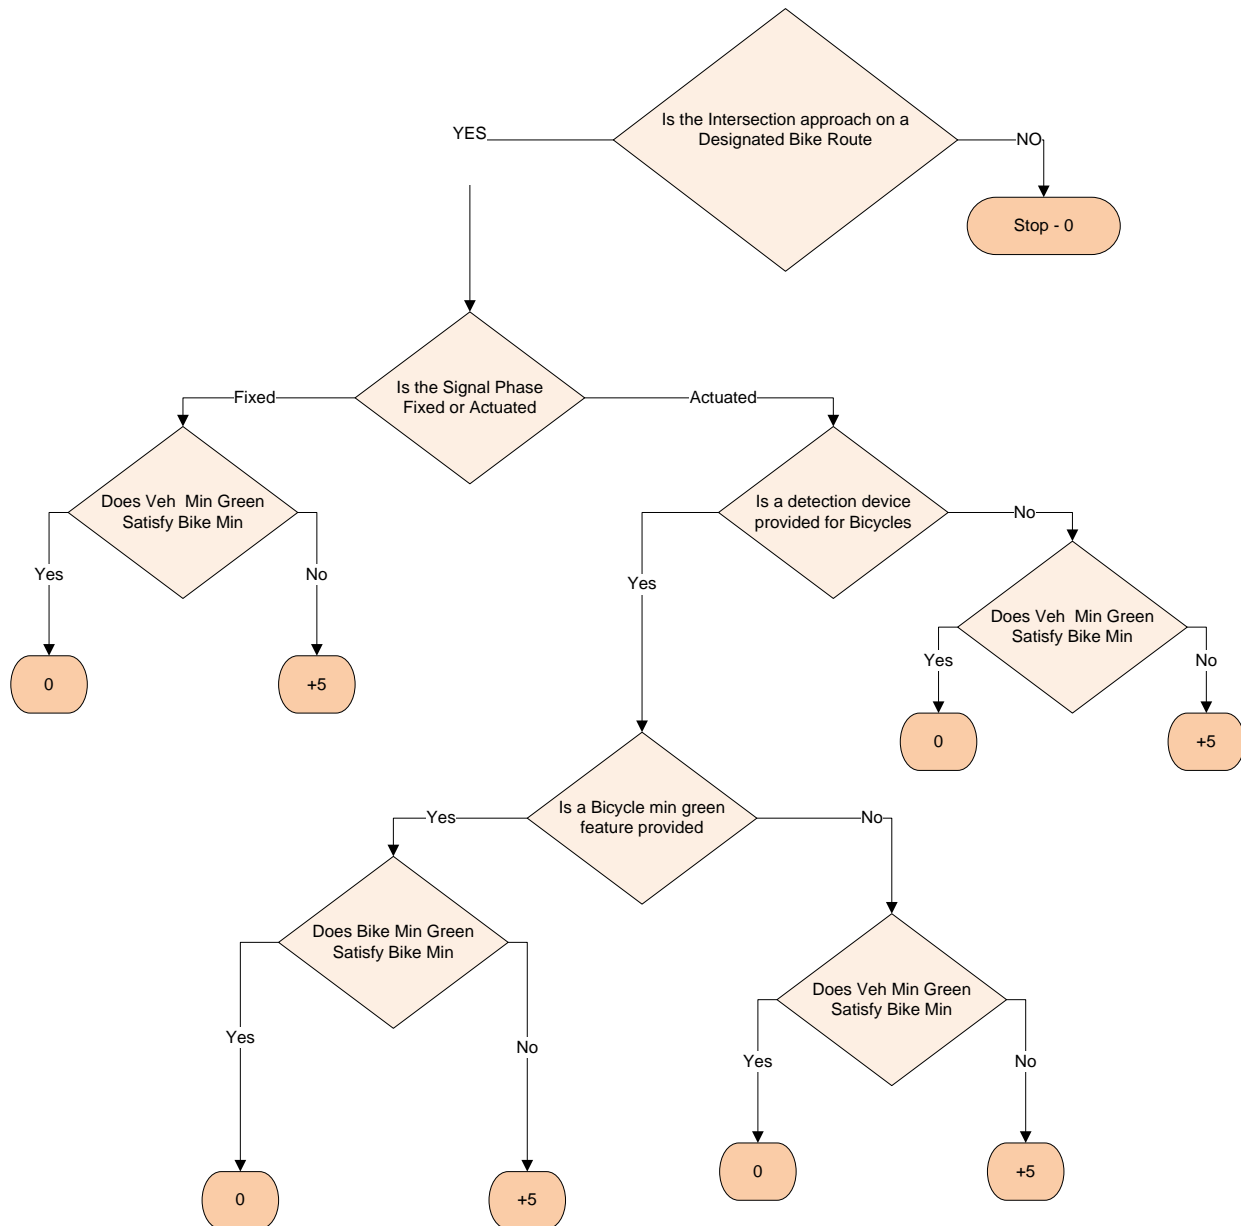 Is the Intersection approach on a
Designated Bike Route
YES
NO
Stop - 0
Is the Signal Phase
Fixed or Actuated
Fixed
Actuated
Does Veh  Min Green
Satisfy Bike Min
Is a detection device
provided for Bicycles
No
Yes
No
Yes
Does Veh  Min Green
Satisfy Bike Min
Yes
No
0
+5
0
+5
Is a Bicycle min green
feature provided
Yes
No
Does Bike Min Green
Satisfy Bike Min
Does Veh Min Green
Satisfy Bike Min
Yes
No
Yes
No
0
+5
0
+5